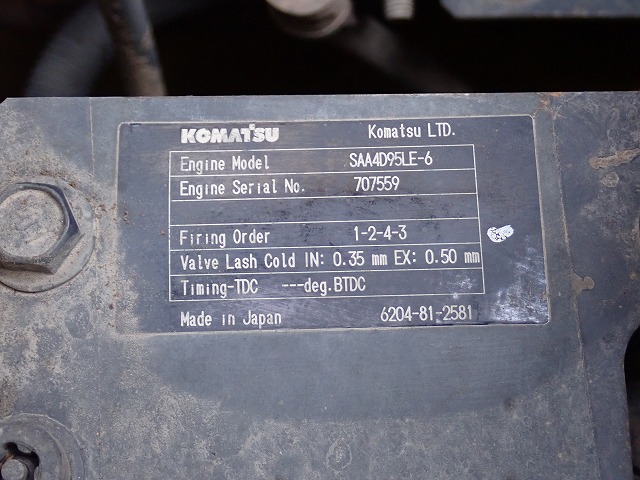 KOMATSU Komatsu LTD.
Engine Model SAA4D95LE-6
Engine Serial No. 707559
Firing Order 1-2-4-3
Valve Lash Cold IN: 0.35 mm EX: 0.50 mm
Timing-TDC ---deg.BTDC
Made in Japan 6204-81-2581